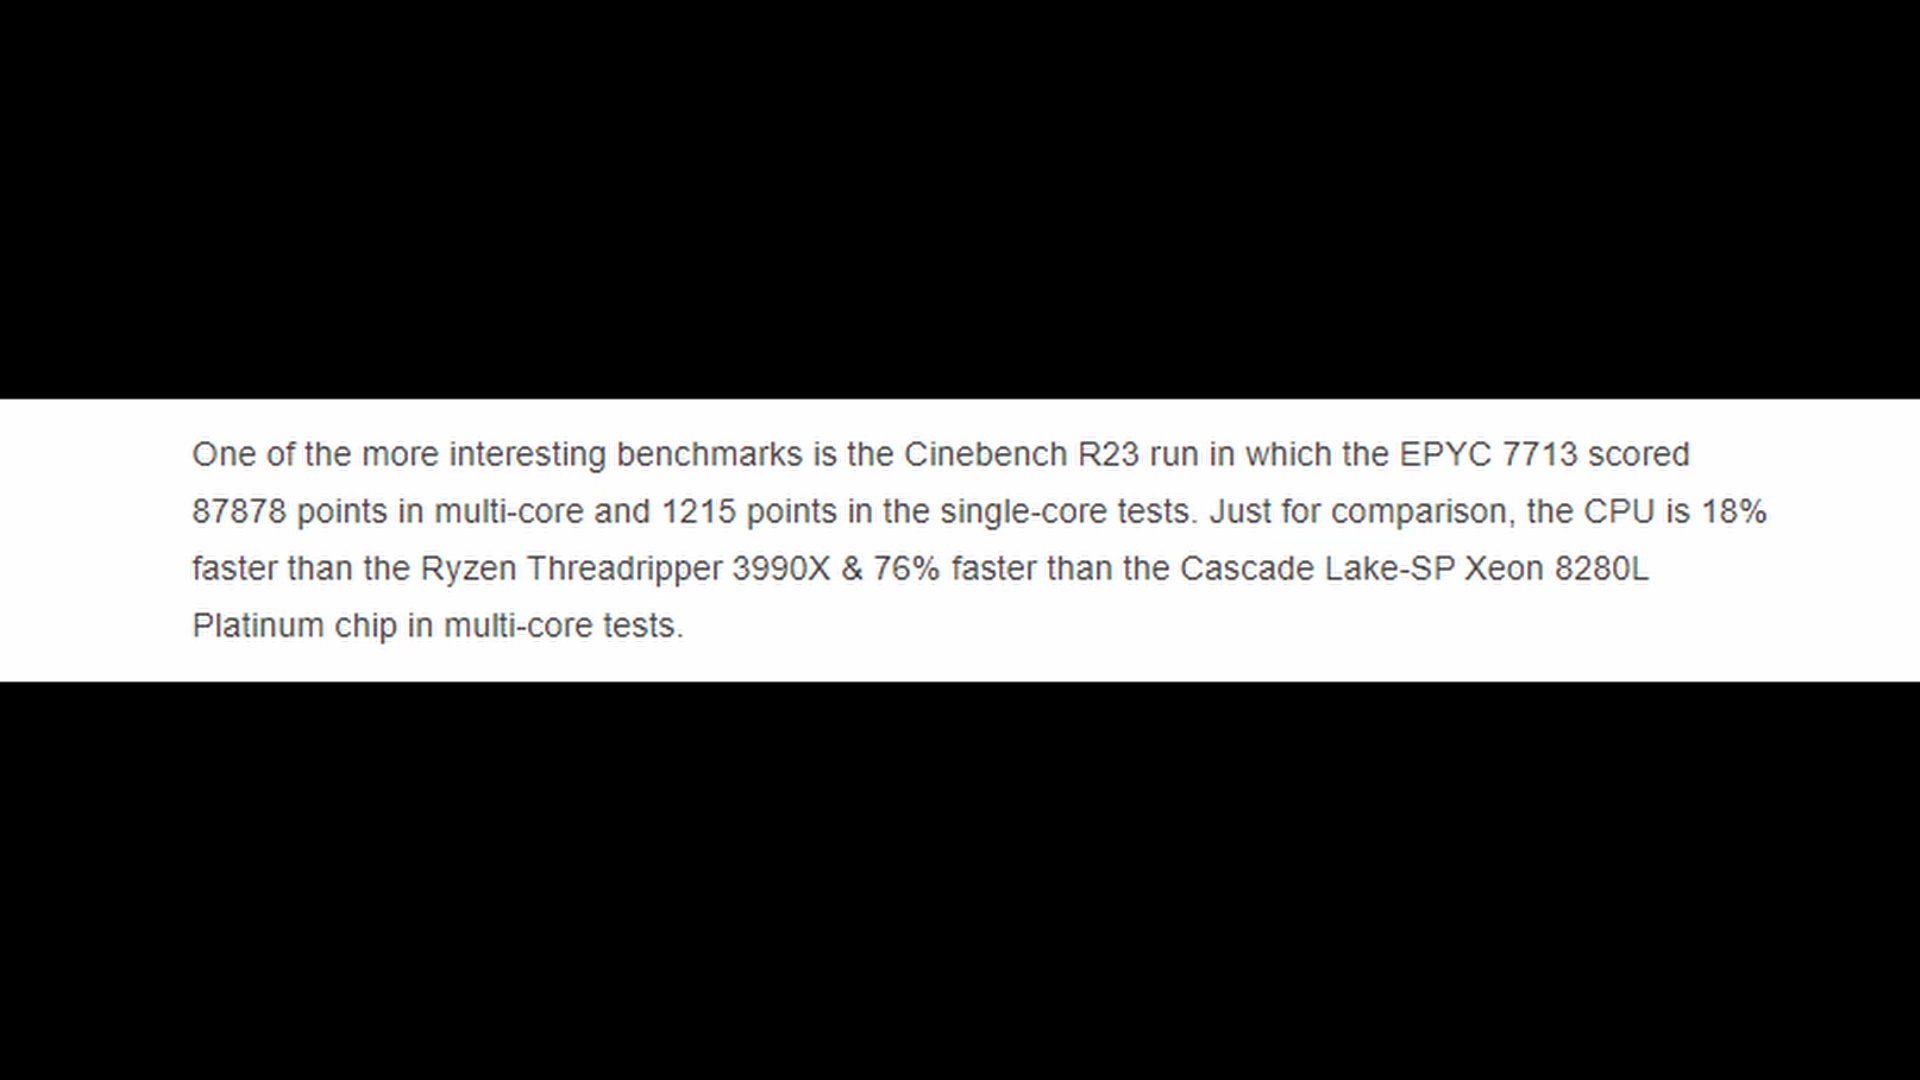 One of the more interesting benchmarks is the Cinebench R23 run in which the EPYC 7713 scored
87878 points in multi-core and 1215 points in the single-core tests. Just for comparison, the CPU is 18%
faster than the Ryzen Threadripper 3990X & 76% faster than the Cascade Lake-SP Xeon 8280L
Platinum chip in multi-core tests.